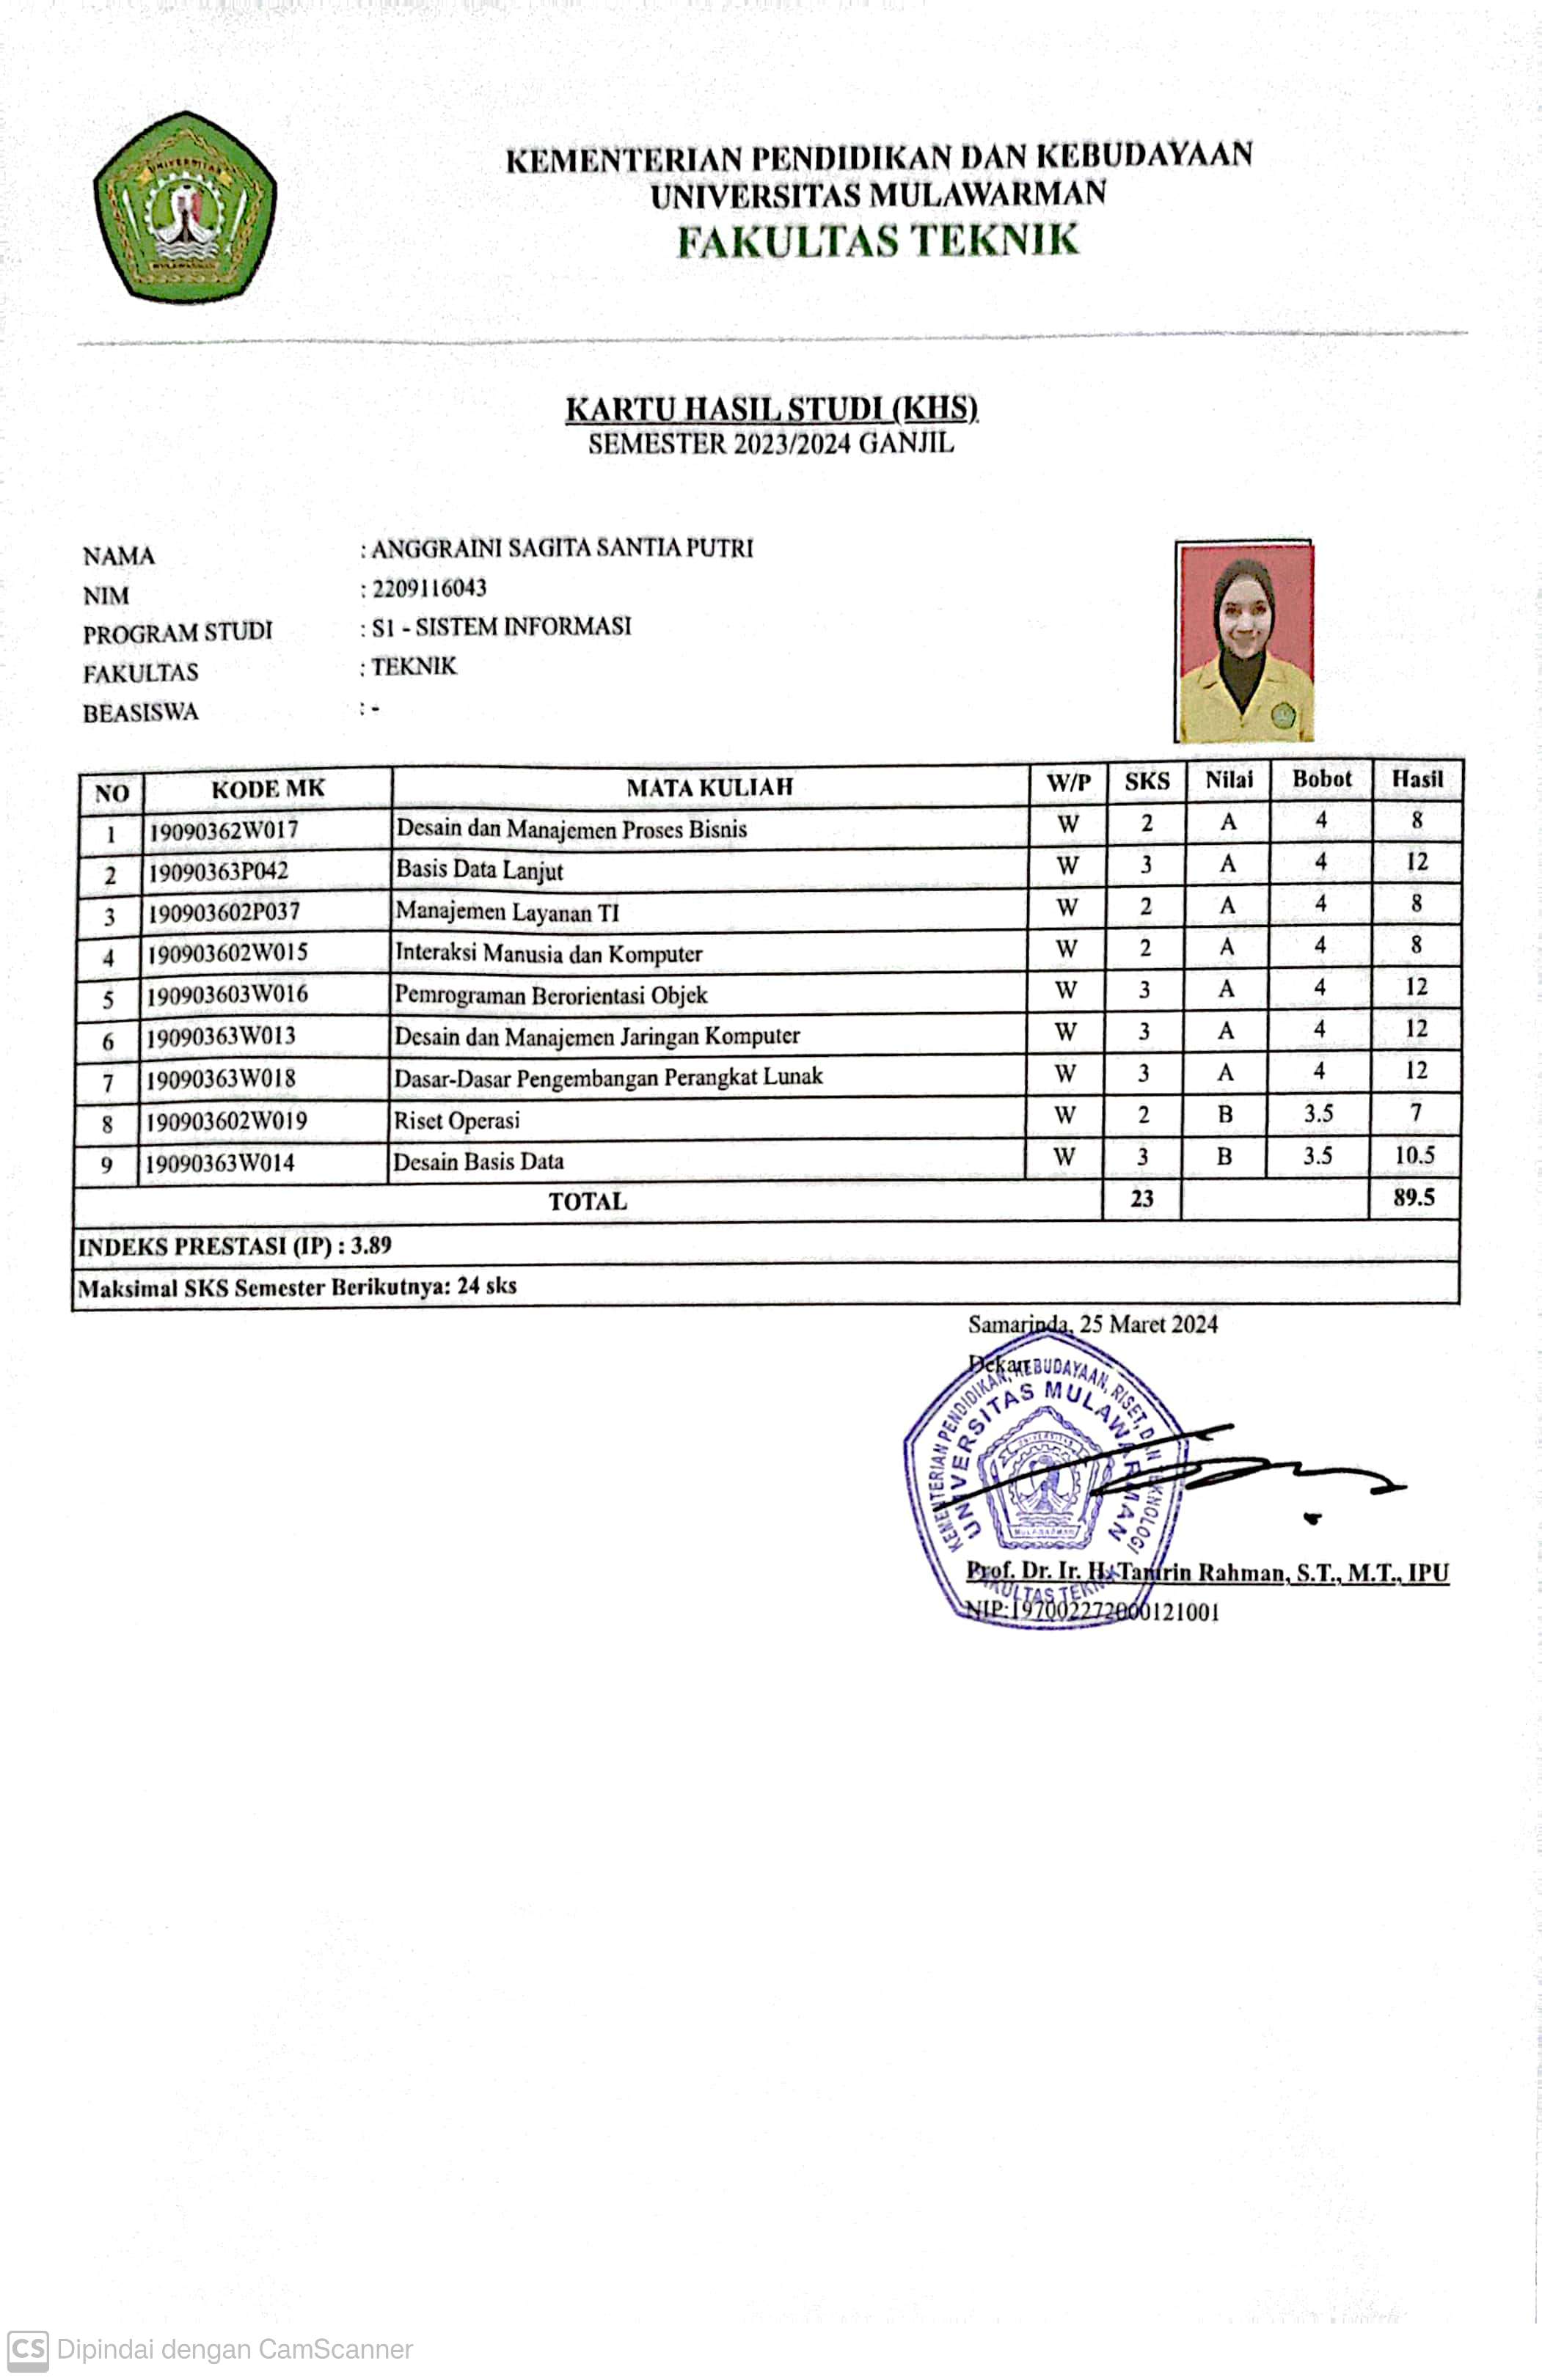 KEMENTERIAN PENDIDIKAN DAN KEBUDAYAAN
UNIVERSITAS MULAWARMAN
FAKULTAS TEKNIK
UNIVERSITAS
MULAWARMAN
KARTU HASIL STUDI (KHS)
SEMESTER 2023/2024 GANJIL
NAMA : ANGGRAINI SAGITA SANTIA PUTRI
NIM : 2209116043
PROGRAM STUDI : S1 - SISTEM INFORMASI
FAKULTAS : TEKNIK
BEASISWA : -
NO KODE MK MATA KULIAH W/P SKS Nilai Bobot Hasil
1 19090362W017 Desain dan Manajemen Proses Bisnis W 2 A 4 8
2 19090363P042 Basis Data Lanjut W 3 A 4 12
3 190903602P037 Manajemen Layanan TI W 2 A 4 8
4 190903602W015 Interaksi Manusia dan Komputer W 2 A 4 8
5 190903603W016 Pemrograman Berorientasi Objek W 3 A 4 12
6 19090363W013 Desain dan Manajemen Jaringan Komputer W 3 A 4 12
7 19090363W018 Dasar-Dasar Pengembangan Perangkat Lunak W 3 A 4 12
8 190903602W019 Riset Operasi W 2 B 3.5 7
9 19090363W014 Desain Basis Data W 3 B 3.5 10.5
TOTAL 23 89.5
INDEKS PRESTASI (IP) : 3.89
Maksimal SKS Semester Berikutnya: 24 sks
Samarinda, 25 Maret 2024
Dekan
KEMENTERIAN PENDIDIKAN, KEBUDAYAAN, RISET, DAN TEKNOLOGI
UNIVERSITAS MULAWARMAN
UNIVERSITAS
MULAWARMAN
FAKULTAS TEKNIK
Prof. Dr. Ir. H. Tamrin Rahman, S.T., M.T., IPU
NIP:197002272000121001
CS Dipindai dengan CamScanner